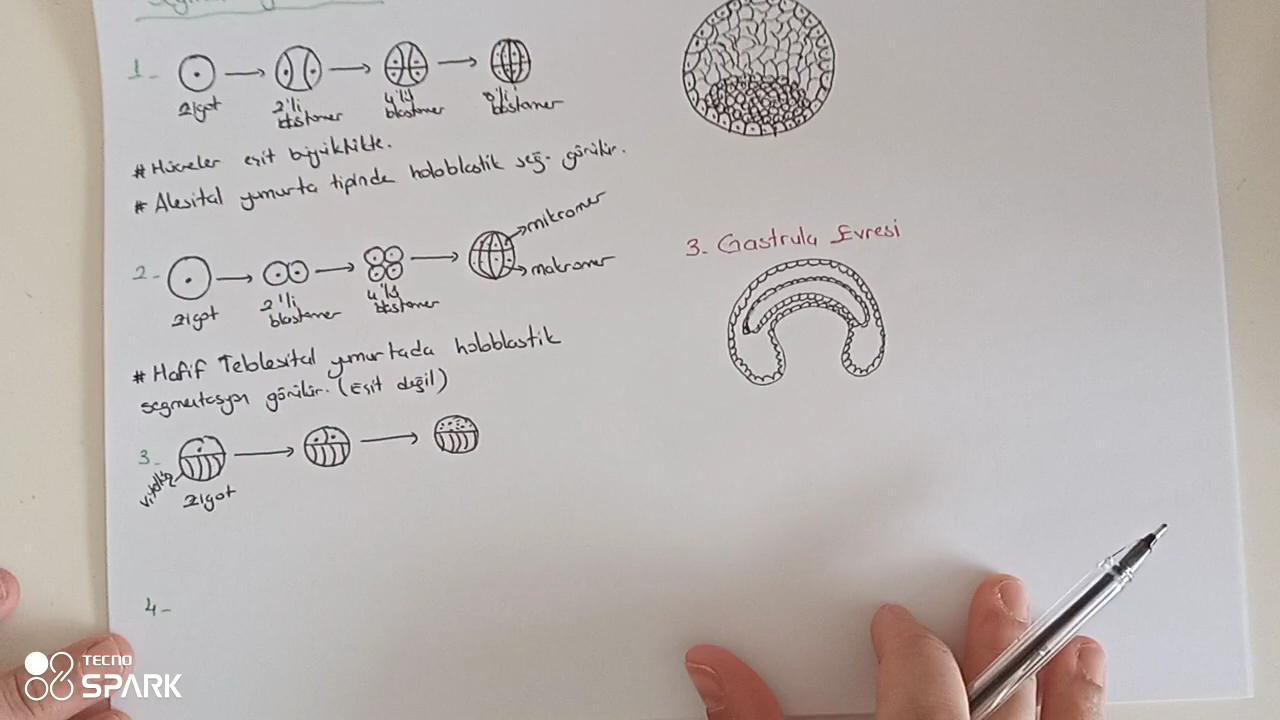 1-
zigot
2'li
blastomer
4'lü
blastomer
8'li
blastomer
# Hücreler eşit büyüklükte.
# Alesital yumurta tipinde holoblastik seg. görülür.
2-
mikromer
makromer
zigot
2'li
blastomer
4'lü
blastomer
# Hafif Teblesital yumurtada holoblastik
segmentasyon görülür. (Eşit değil)
3-
zigot
4-
3. Gastrula Evresi
TECNO
SPARK